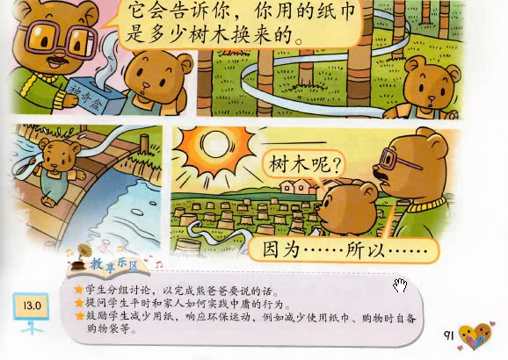 它会告诉你，你用的纸巾
是多少树木换来的。
神奇盒
树木呢？
因为……所以……
教学乐区
13.0
学生分组讨论，以完成熊爸爸要说的话。
提问学生平时和家人如何实践中庸的行为。
鼓励学生减少用纸，响应环保运动，例如减少使用纸巾、购物时自备
购物袋等。
91